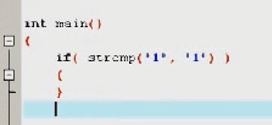 int main()
{
if( strcmp("1", "1") )
{
}